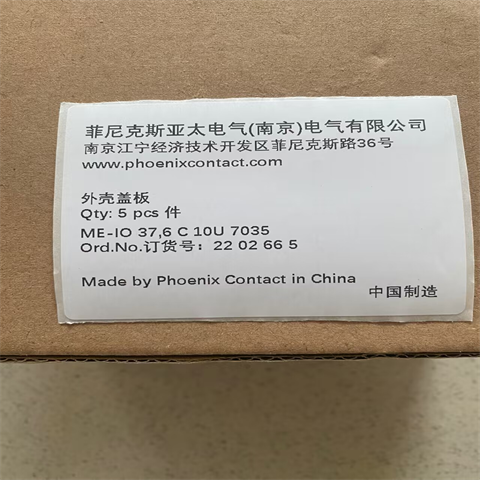 菲尼克斯亚太电气(南京)电气有限公司
南京江宁经济技术开发区菲尼克斯路36号
www.phoenixcontact.com
外壳盖板
Qty: 5 pcs 件
ME-IO 37,6 C 10U 7035
Ord.No.订货号：22 02 66 5
Made by Phoenix Contact in China
中国制造